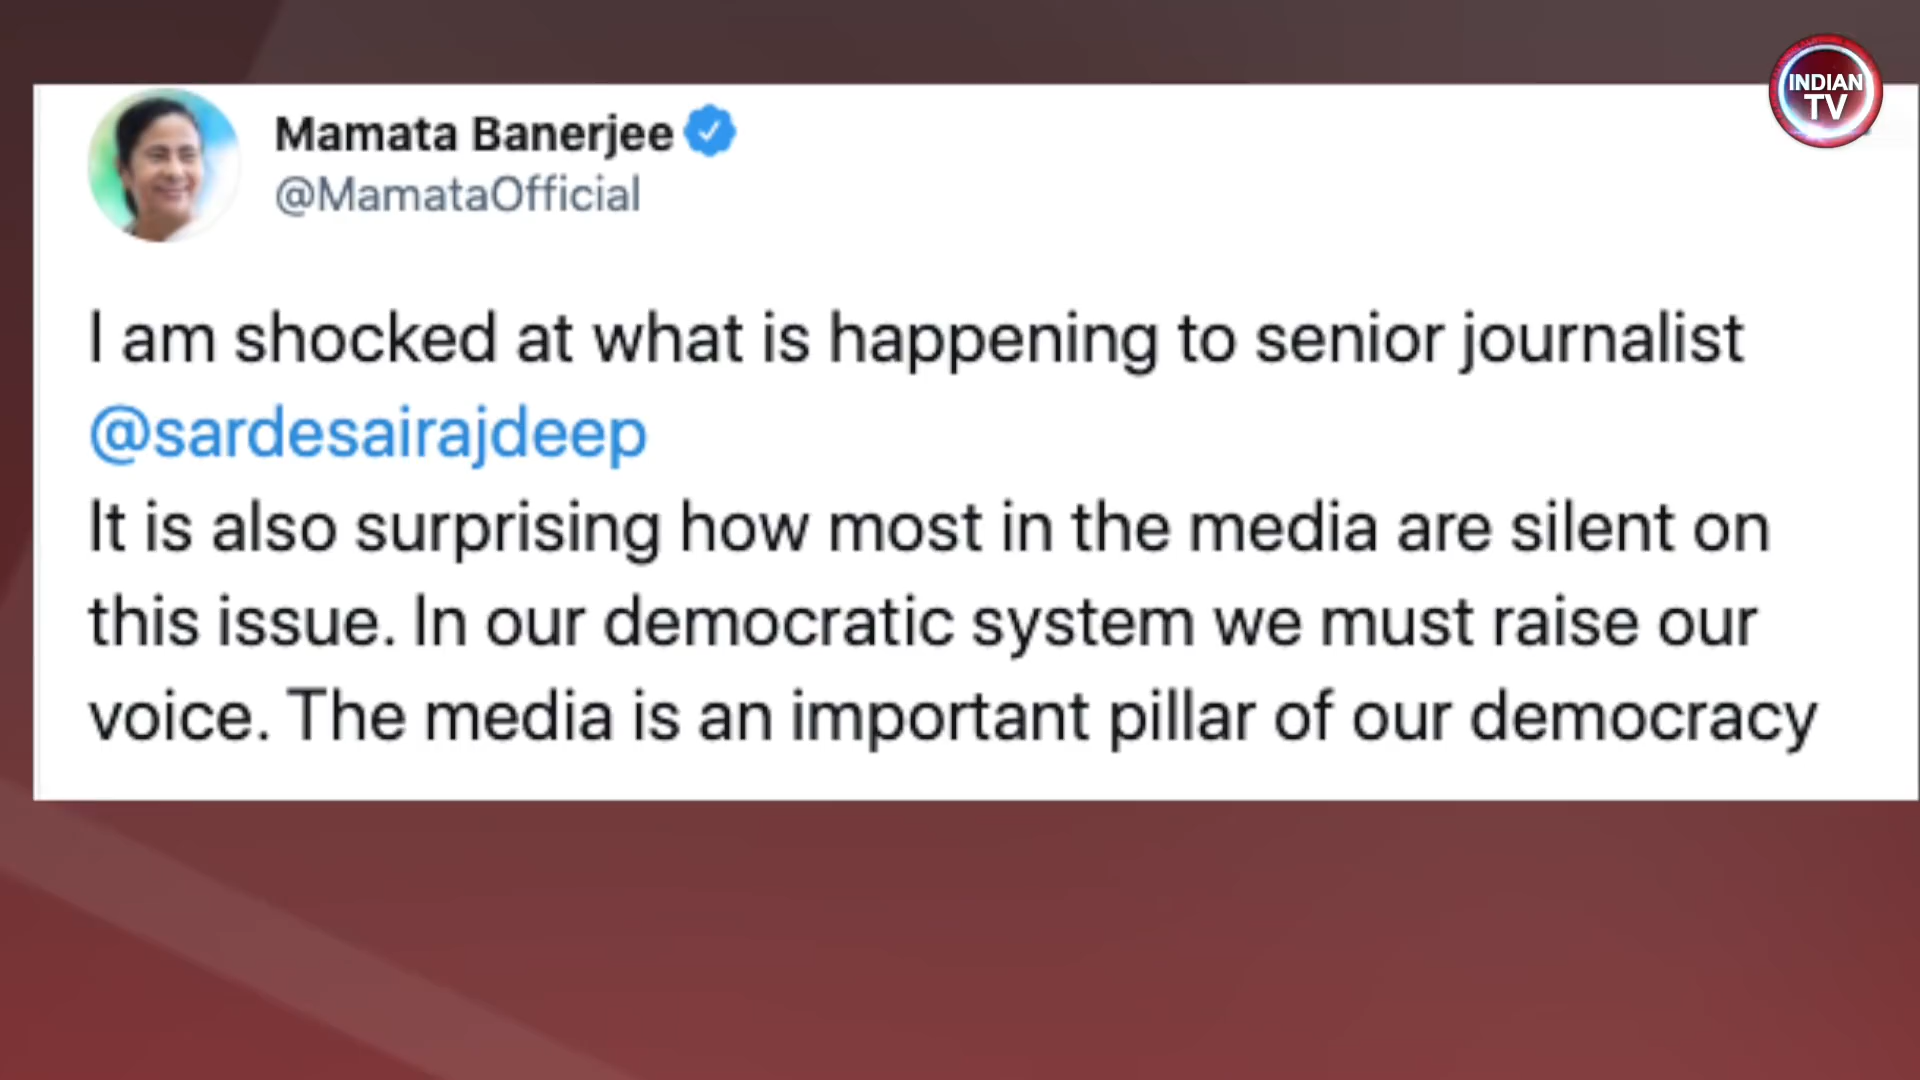 INDIAN
TV
Mamata Banerjee
@MamataOfficial
I am shocked at what is happening to senior journalist
@sardesairajdeep
It is also surprising how most in the media are silent on
this issue. In our democratic system we must raise our
voice. The media is an important pillar of our democracy